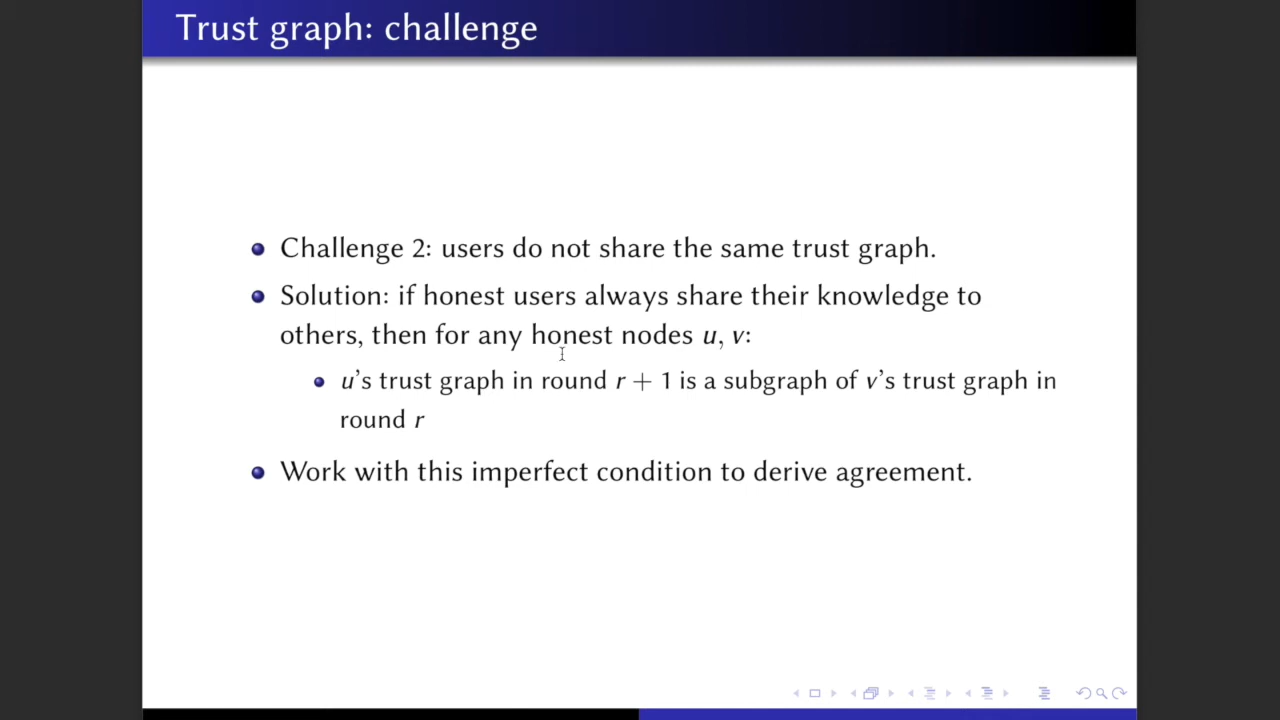 Trust graph: challenge
Challenge 2: users do not share the same trust graph.
Solution: if honest users always share their knowledge to
others, then for any honest nodes u, v:
u's trust graph in round r + 1 is a subgraph of v's trust graph in
round r
Work with this imperfect condition to derive agreement.